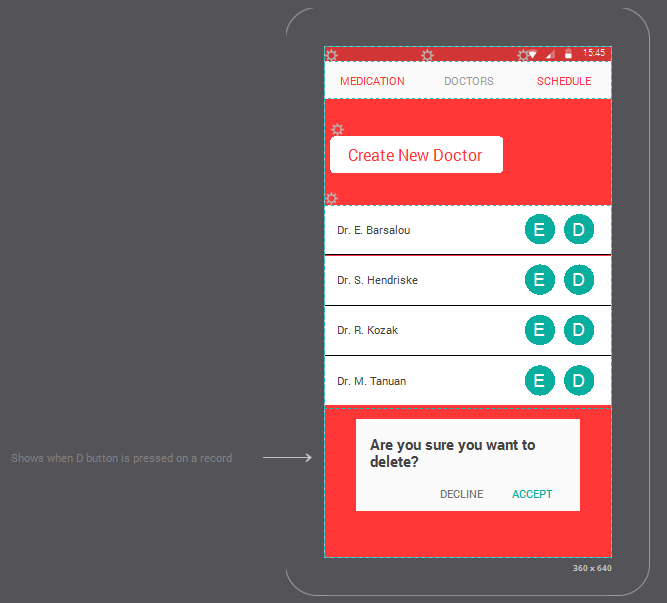 15:45
MEDICATION DOCTORS SCHEDULE
Create New Doctor
Dr. E. Barsalou E D
Dr. S. Hendriske E D
Dr. R. Kozak E D
Dr. M. Tanuan E D
Are you sure you want to
delete?
Shows when D button is pressed on a record
DECLINE ACCEPT
360 x 640